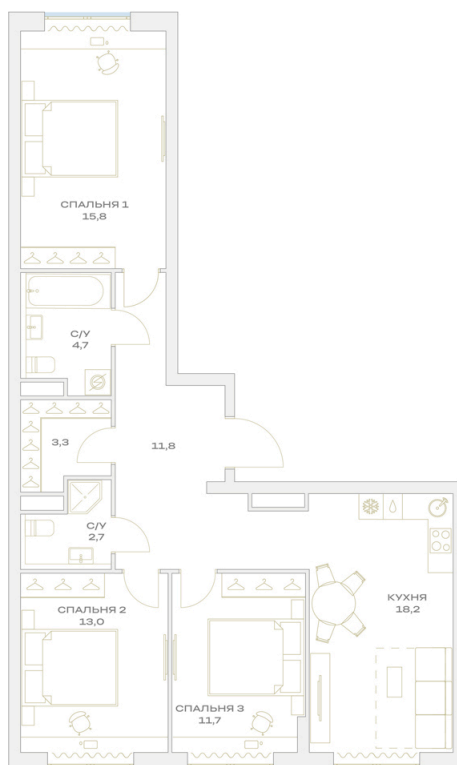 СПАЛЬНЯ 1
15,8
С/У
4,7
3,3
11,8
С/У
2,7
КУХНЯ
18,2
СПАЛЬНЯ 2
13,0
СПАЛЬНЯ 3
11,7